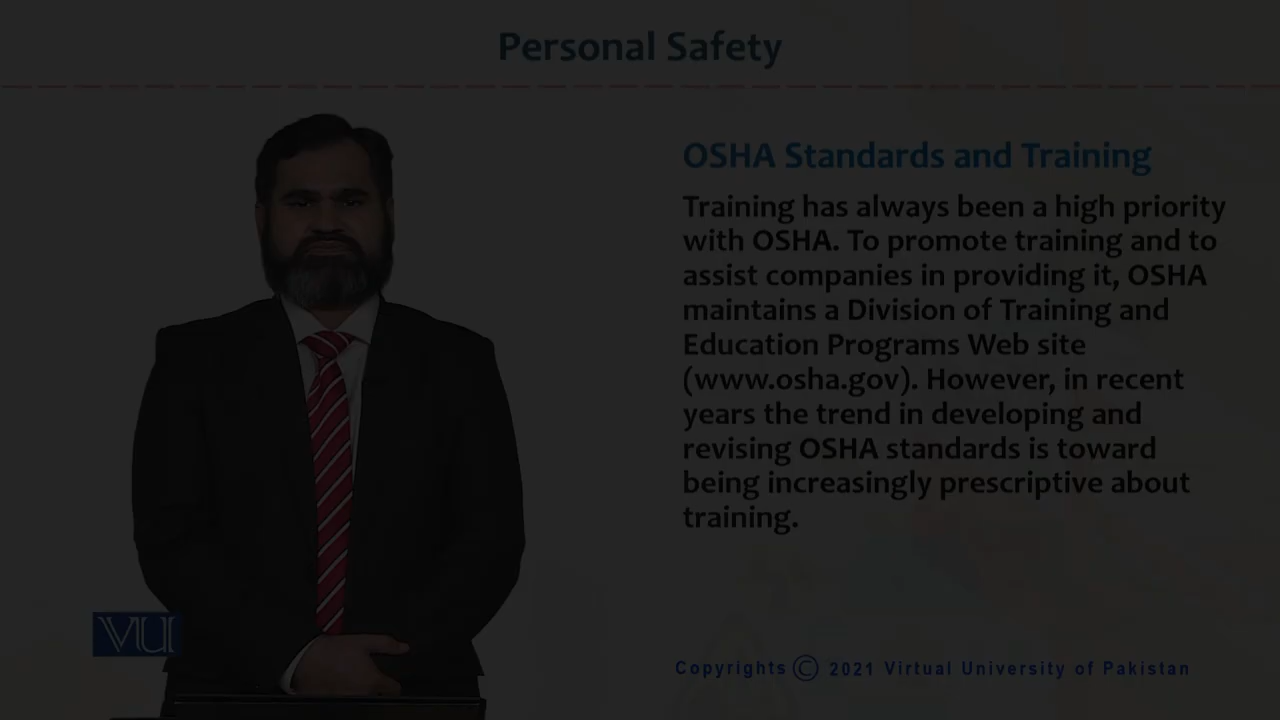 Personal Safety
OSHA Standards and Training
Training has always been a high priority
with OSHA. To promote training and to
assist companies in providing it, OSHA
maintains a Division of Training and
Education Programs Web site
(www.osha.gov). However, in recent
years the trend in developing and
revising OSHA standards is toward
being increasingly prescriptive about
training.
VU
Copyrights © 2021 Virtual University of Pakistan